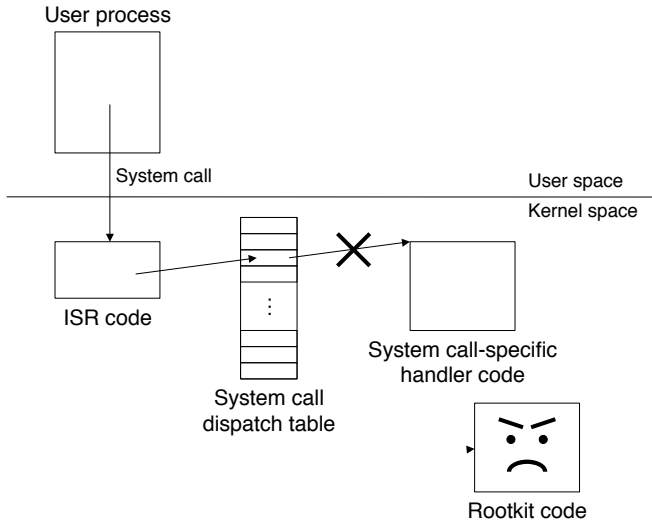 User process
System call
User space
Kernel space
ISR code
System call
dispatch table
System call-specific
handler code
Rootkit code